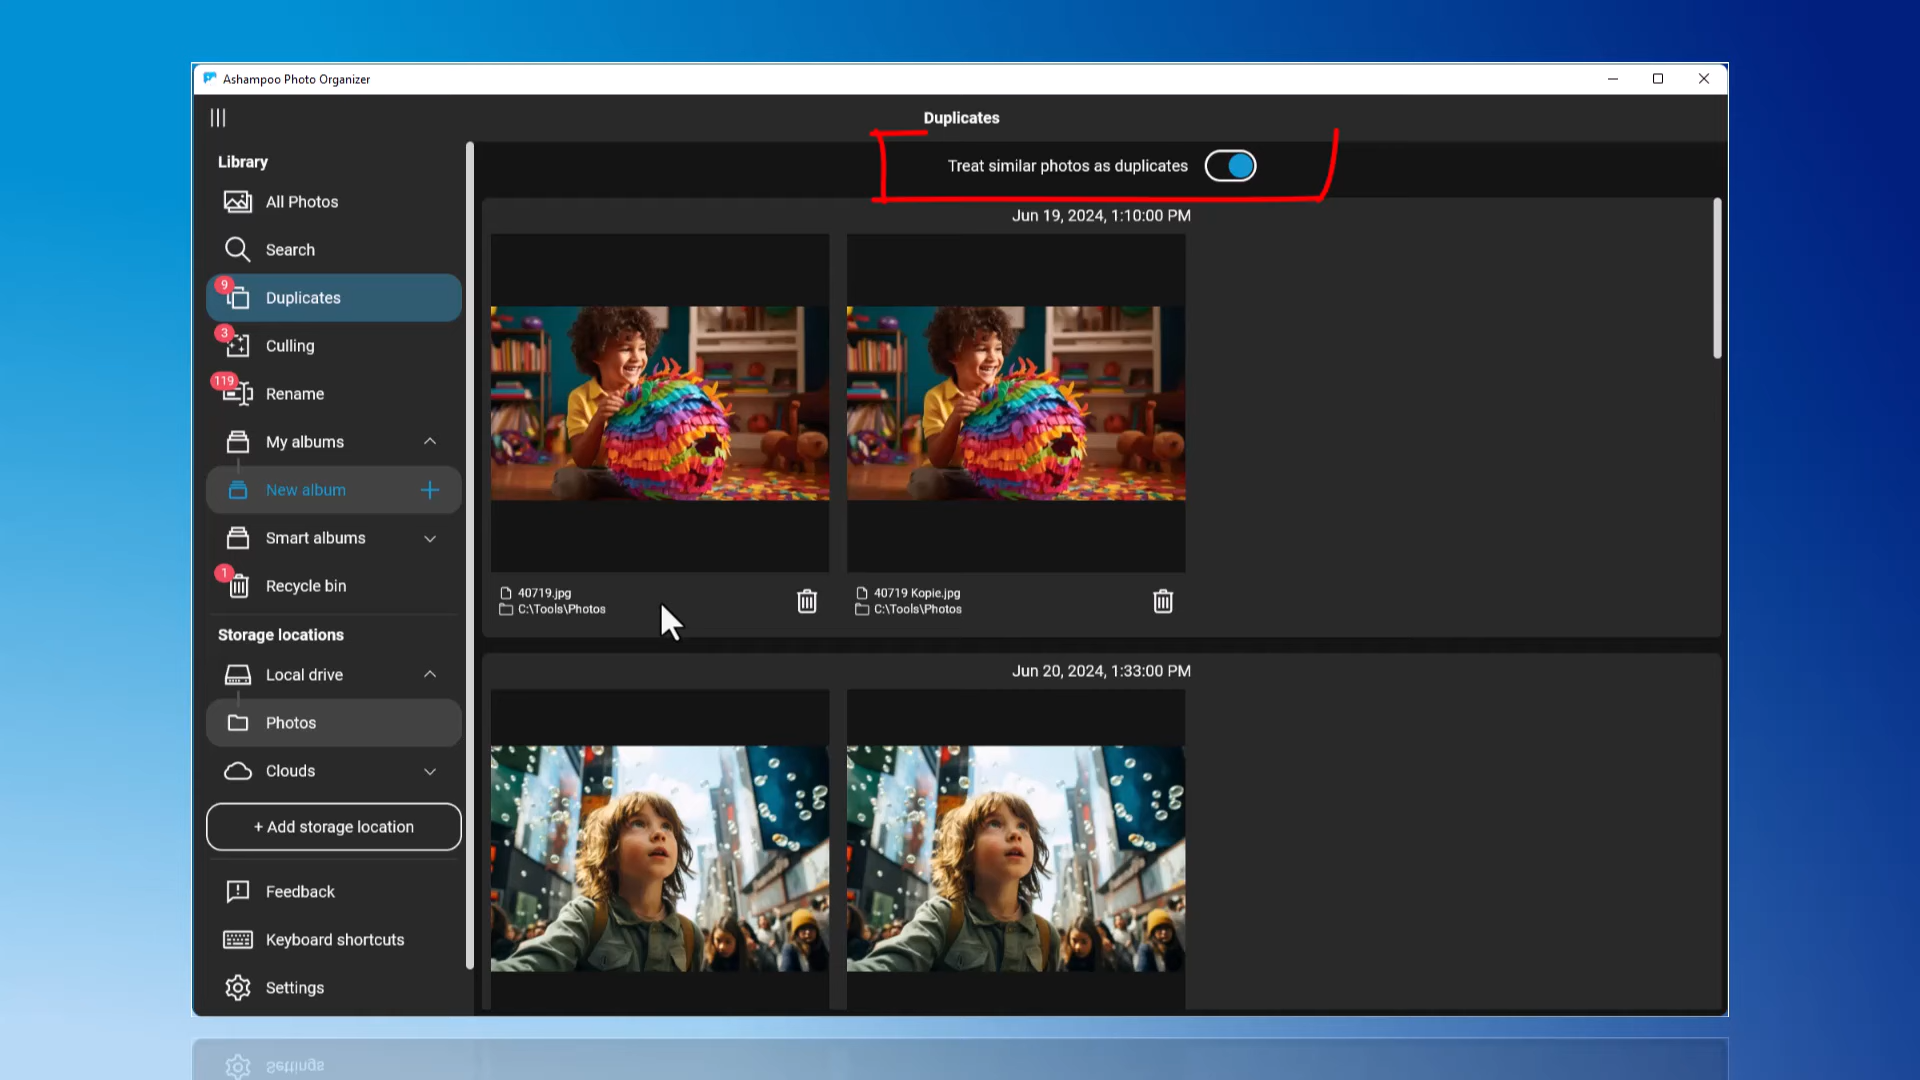 Ashampoo Photo Organizer
Duplicates
Library
All Photos
Search
9
Duplicates
3
Culling
119
Rename
My albums
New album
Smart albums
1
Recycle bin
Storage locations
Local drive
Photos
Clouds
+ Add storage location
Feedback
Keyboard shortcuts
Settings
Treat similar photos as duplicates
Jun 19, 2024, 1:10:00 PM
40719.jpg
C:\Tools\Photos
40719 Kopie.jpg
C:\Tools\Photos
Jun 20, 2024, 1:33:00 PM
Settings